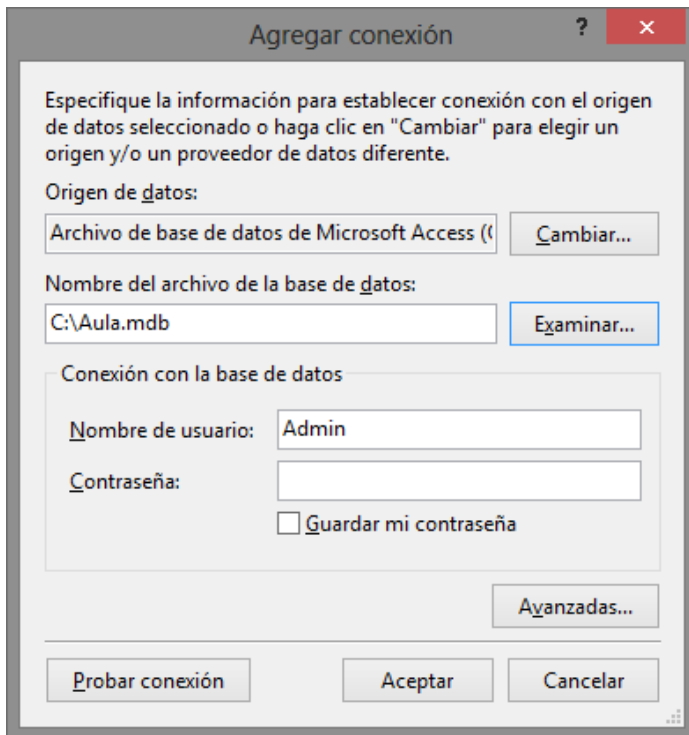 Agregar conexión
?
Especifique la información para establecer conexión con el origen
de datos seleccionado o haga clic en "Cambiar" para elegir un
origen y/o un proveedor de datos diferente.
Origen de datos:
Archivo de base de datos de Microsoft Access (
Cambiar...
Nombre del archivo de la base de datos:
C:\Aula.mdb
Examinar...
Conexión con la base de datos
Nombre de usuario:
Admin
Contraseña:
Guardar mi contraseña
Avanzadas...
Probar conexión
Aceptar
Cancelar